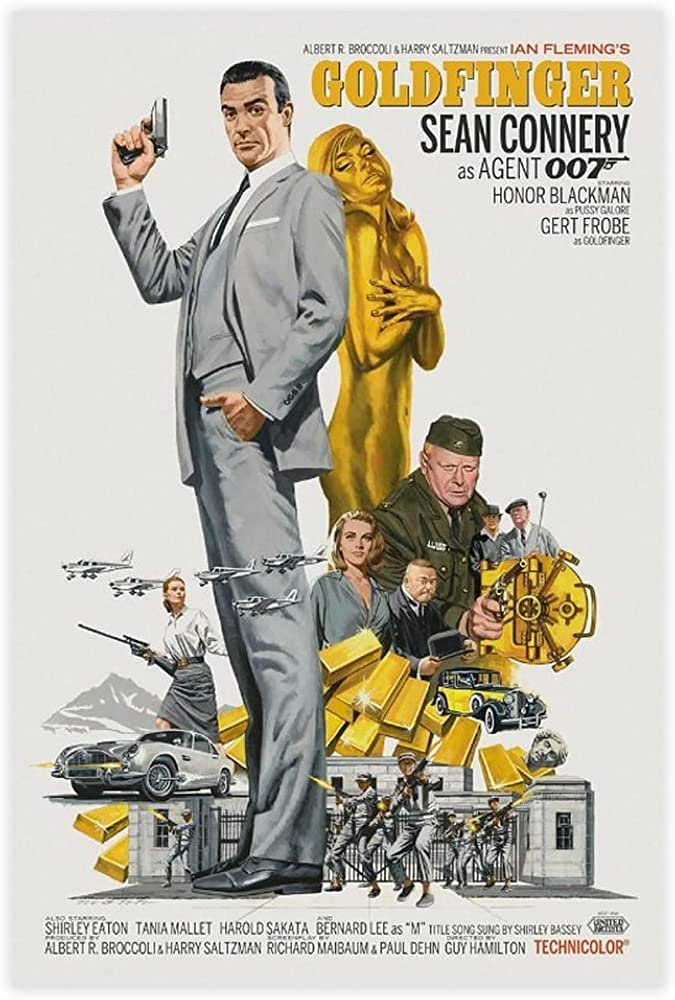 ALBERT R. BROCCOLI & HARRY SALTZMAN PRESENT IAN FLEMING'S
GOLDFINGER
SEAN CONNERY
as AGENT 007
STARRING
HONOR BLACKMAN
as PUSSY GALORE
GERT FROBE
as GOLDFINGER
ALSO STARRING
SHIRLEY EATON TANIA MALLET HAROLD SAKATA AND BERNARD LEE as "M" TITLE SONG SUNG BY SHIRLEY BASSEY
PRODUCED BY SCREENPLAY BY DIRECTED BY
ALBERT R. BROCCOLI & HARRY SALTZMAN RICHARD MAIBAUM & PAUL DEHN GUY HAMILTON TECHNICOLOR®
UNITED
ARTISTS